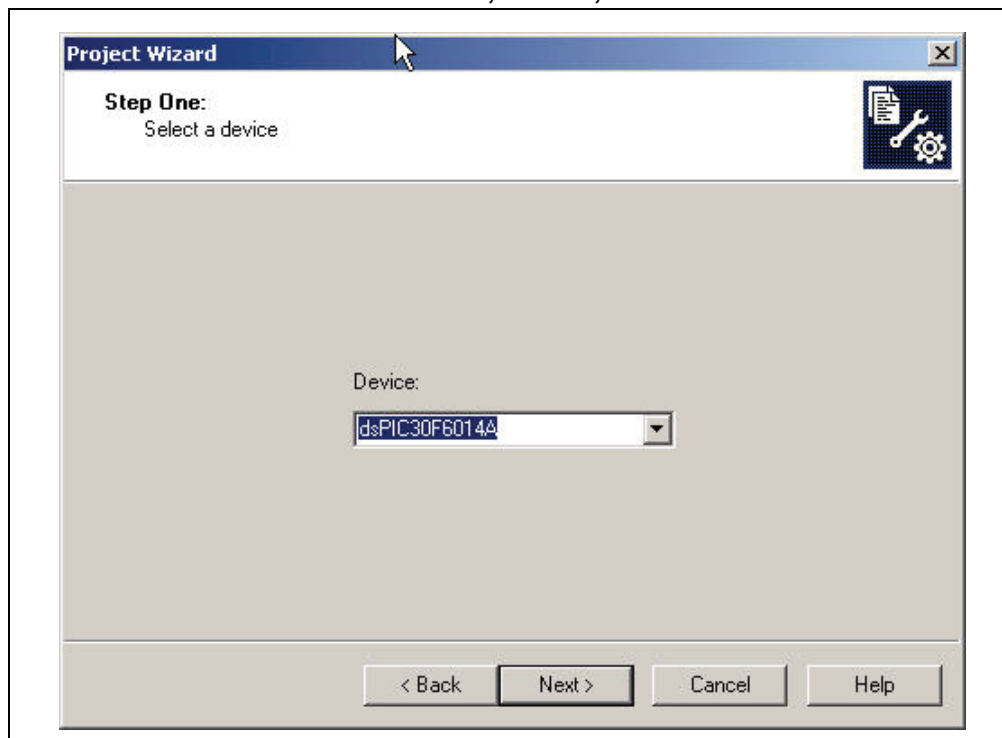 Project Wizard
Step One:
Select a device
Device:
dsPIC30F6014A
< Back Next > Cancel Help